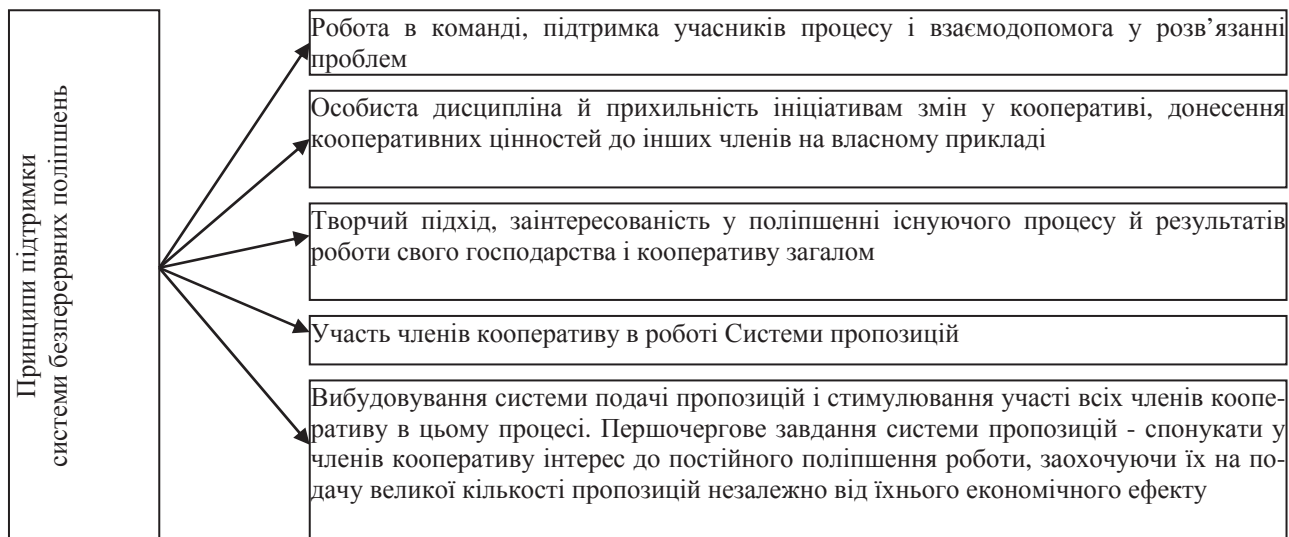 Принципи підтримки
системи безперервних поліпшень
Робота в команді, підтримка учасників процесу і взаємодопомога у розв’язанні
проблем
Особиста дисципліна й прихильність ініціативам змін у кооперативі, донесення
кооперативних цінностей до інших членів на власному прикладі
Творчий підхід, заінтересованість у поліпшенні існуючого процесу й результатів
роботи свого господарства і кооперативу загалом
Участь членів кооперативу в роботі Системи пропозицій
Вибудовування системи подачі пропозицій і стимулювання участі всіх членів коопе-
ративу в цьому процесі. Першочергове завдання системи пропозицій - спонукати у
членів кооперативу інтерес до постійного поліпшення роботи, заохочуючи їх на по-
дачу великої кількості пропозицій незалежно від їхнього економічного ефекту